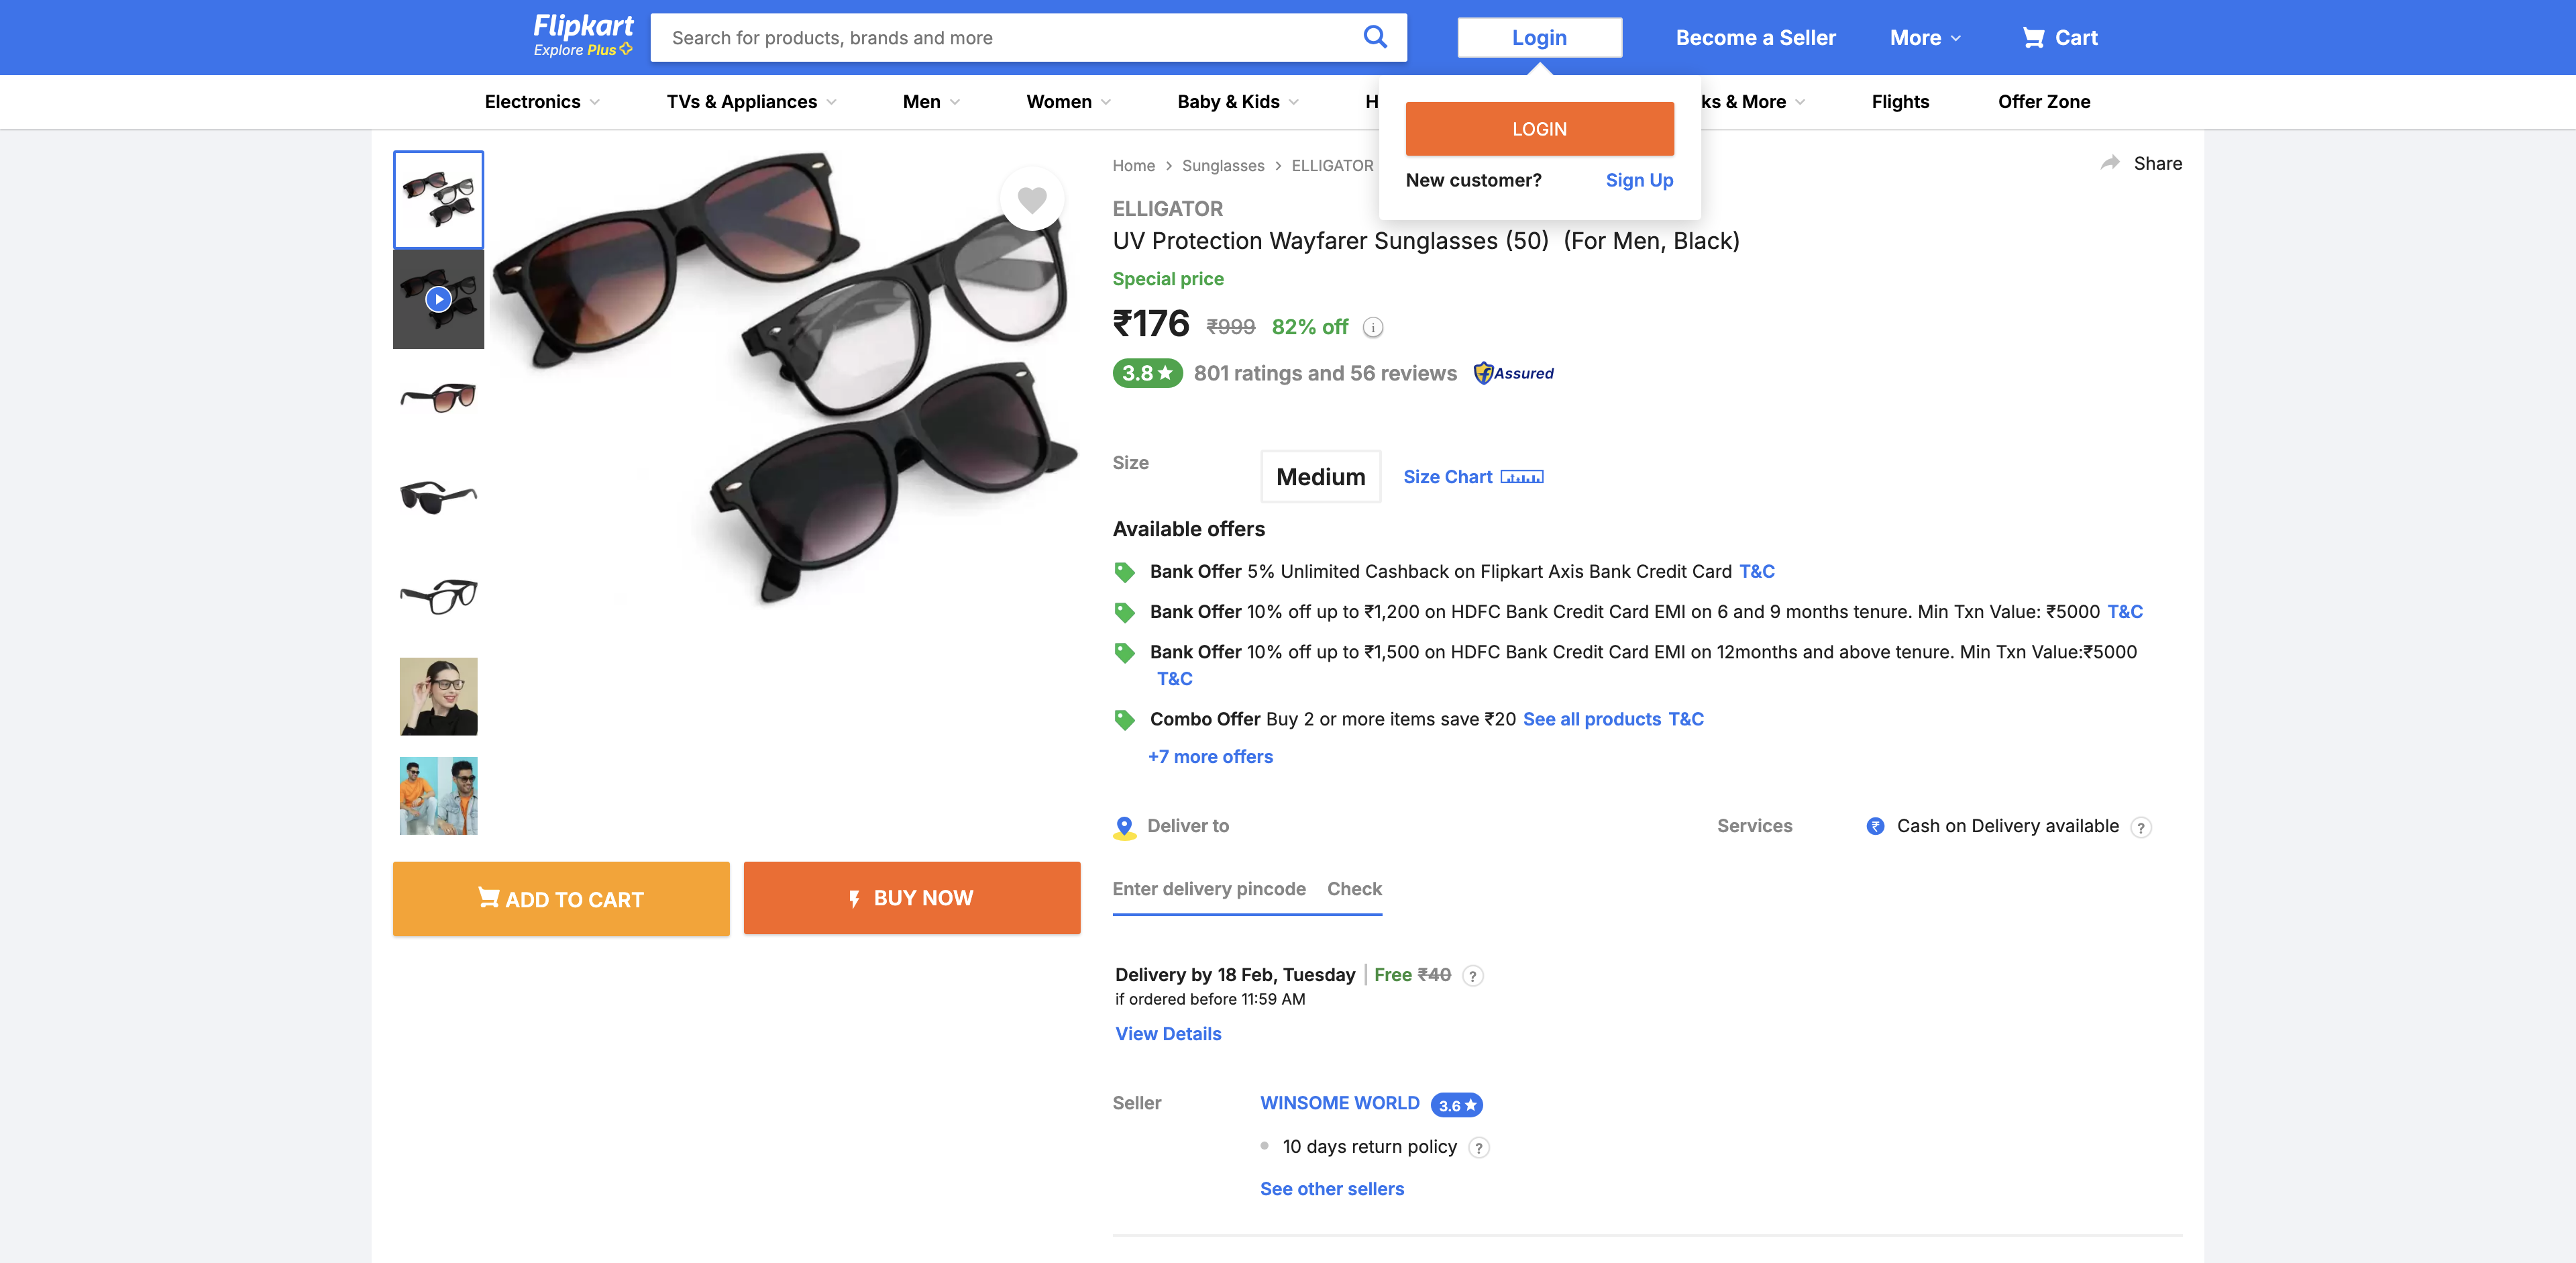 Flipkart
Explore Plus
Search for products, brands and more
Login
Become a Seller
More
Cart
Electronics
TVs & Appliances
Men
Women
Baby & Kids
H
ks & More
Flights
Offer Zone
LOGIN
New customer? Sign Up
Home > Sunglasses > ELLIGATOR
Share
ELLIGATOR
UV Protection Wayfarer Sunglasses (50) (For Men, Black)
Special price
₹176 ₹999 82% off
3.8 ★ 801 ratings and 56 reviews Assured
Size
Medium
Size Chart
Available offers
Bank Offer 5% Unlimited Cashback on Flipkart Axis Bank Credit Card T&C
Bank Offer 10% off up to ₹1,200 on HDFC Bank Credit Card EMI on 6 and 9 months tenure. Min Txn Value: ₹5000 T&C
Bank Offer 10% off up to ₹1,500 on HDFC Bank Credit Card EMI on 12months and above tenure. Min Txn Value:₹5000
T&C
Combo Offer Buy 2 or more items save ₹20 See all products T&C
+7 more offers
Deliver to
Services
Cash on Delivery available ?
ADD TO CART
BUY NOW
Enter delivery pincode Check
Delivery by 18 Feb, Tuesday | Free ₹40 ?
if ordered before 11:59 AM
View Details
Seller
WINSOME WORLD 3.6 ★
10 days return policy ?
See other sellers